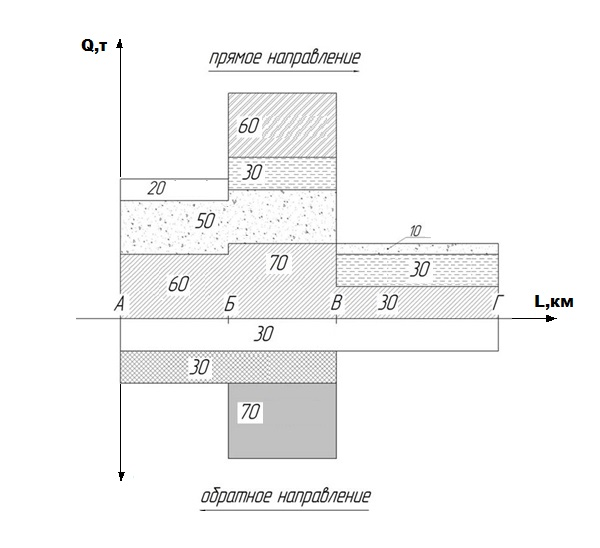 Q,т
прямое направление
60
30
20
50
70
10
60
30
А
Б
В
30
Г
L,км
30
30
70
обратное направление